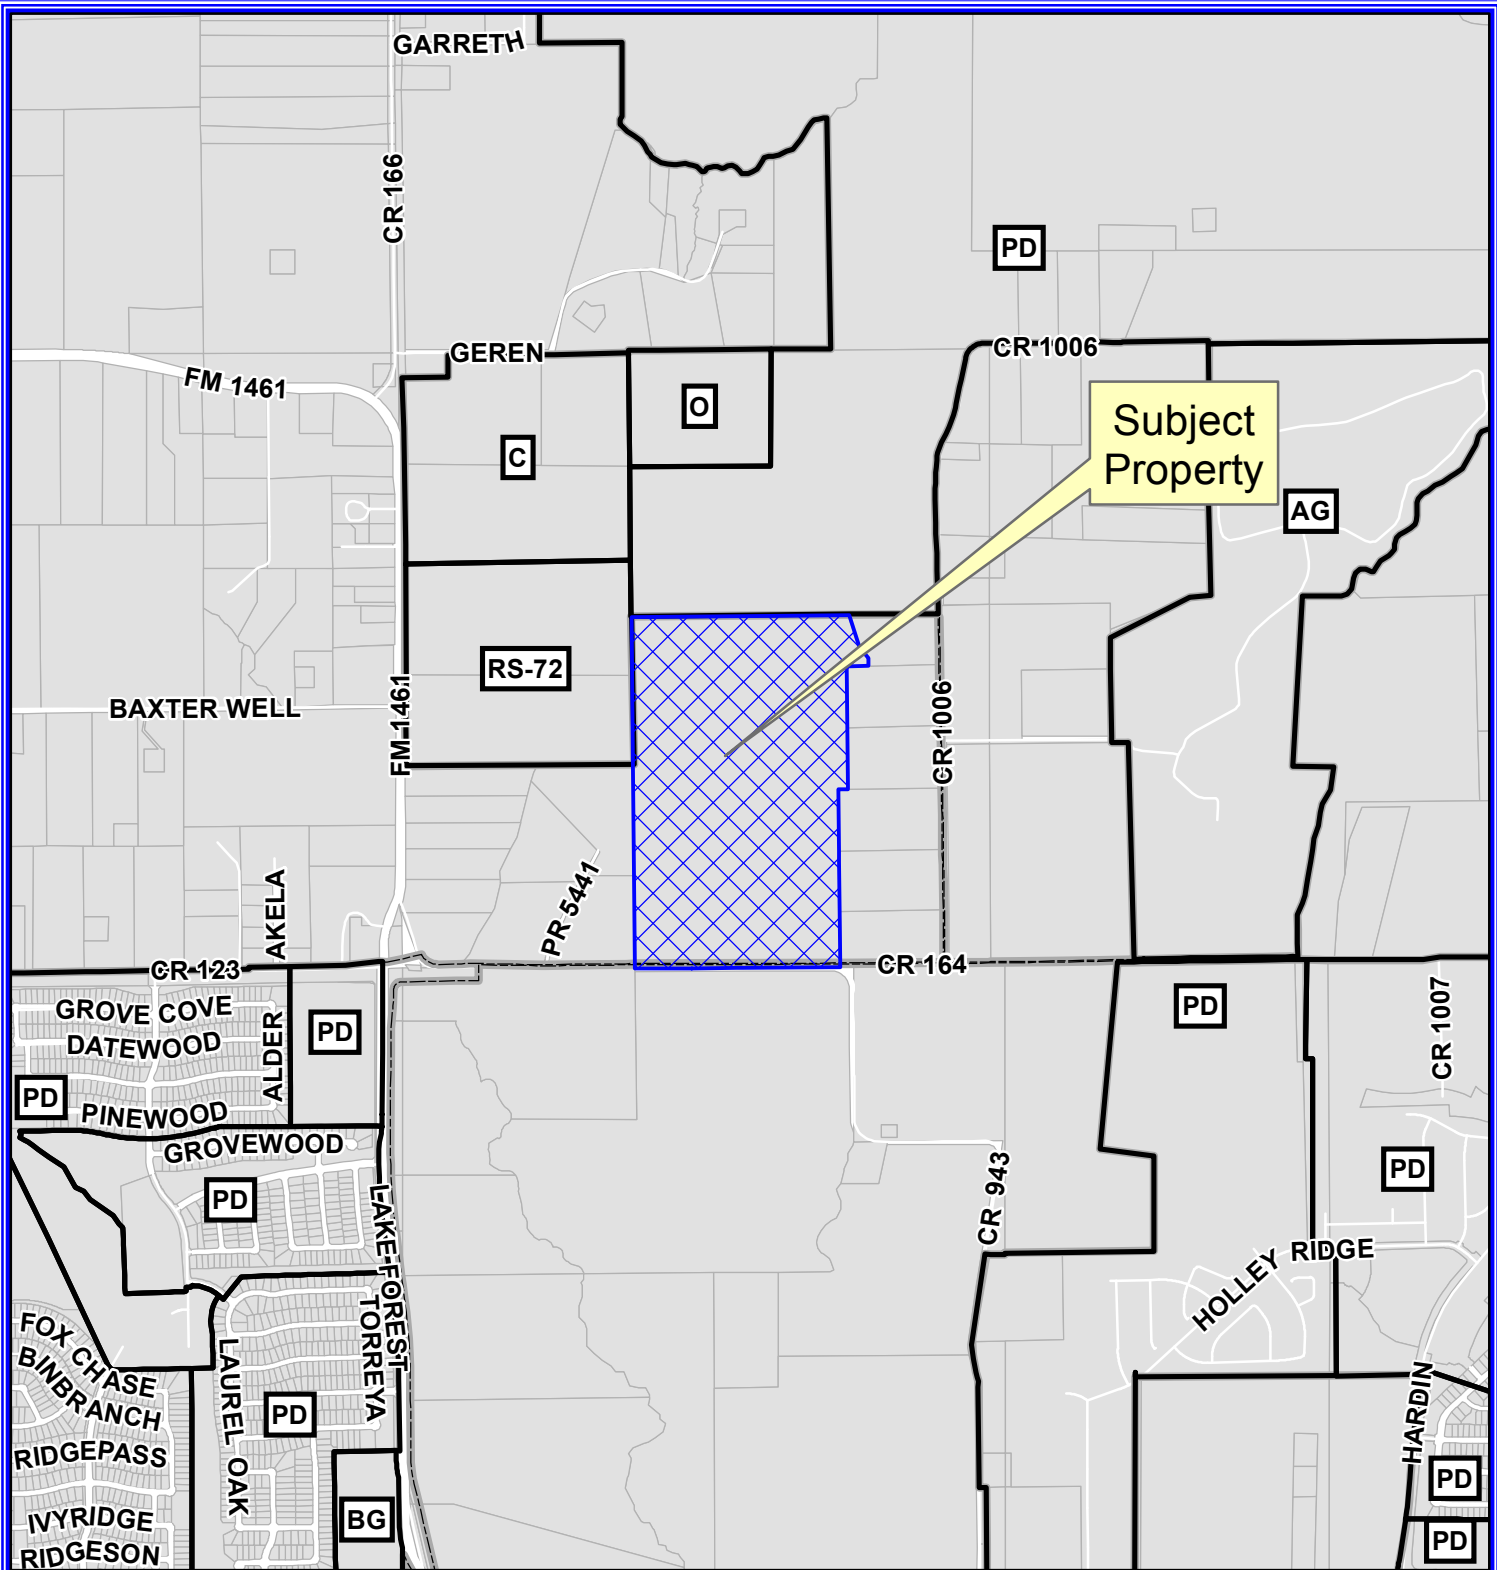 GARRETH
CR 166
PD
GEREN
CR 1006
FM 1461
O
Subject
Property
C
AG
RS-72
BAXTER WELL
FM 1461
CR 1006
PR 5441
AKELA
CR 123
CR 164
GROVE COVE
DATEWOOD
ALDER
PD
PD
CR 1007
PD
PINEWOOD
GROVEWOOD
PD
PD
CR 943
LAKE FOREST
HOLLEY RIDGE
FOX CHASE
TORREYA
BINBRANCH
LAUREL OAK
PD
HARDIN
RIDGEPASS
PD
IVYRIDGE
BG
PD
RIDGESON